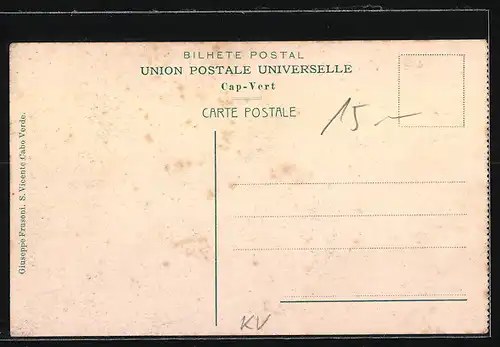 BILHETE POSTAL
UNION POSTALE UNIVERSELLE
Cap-Vert
CARTE POSTALE
15 -
Giuseppe Frusoni. S. Vicente Cabo Verde.
KV